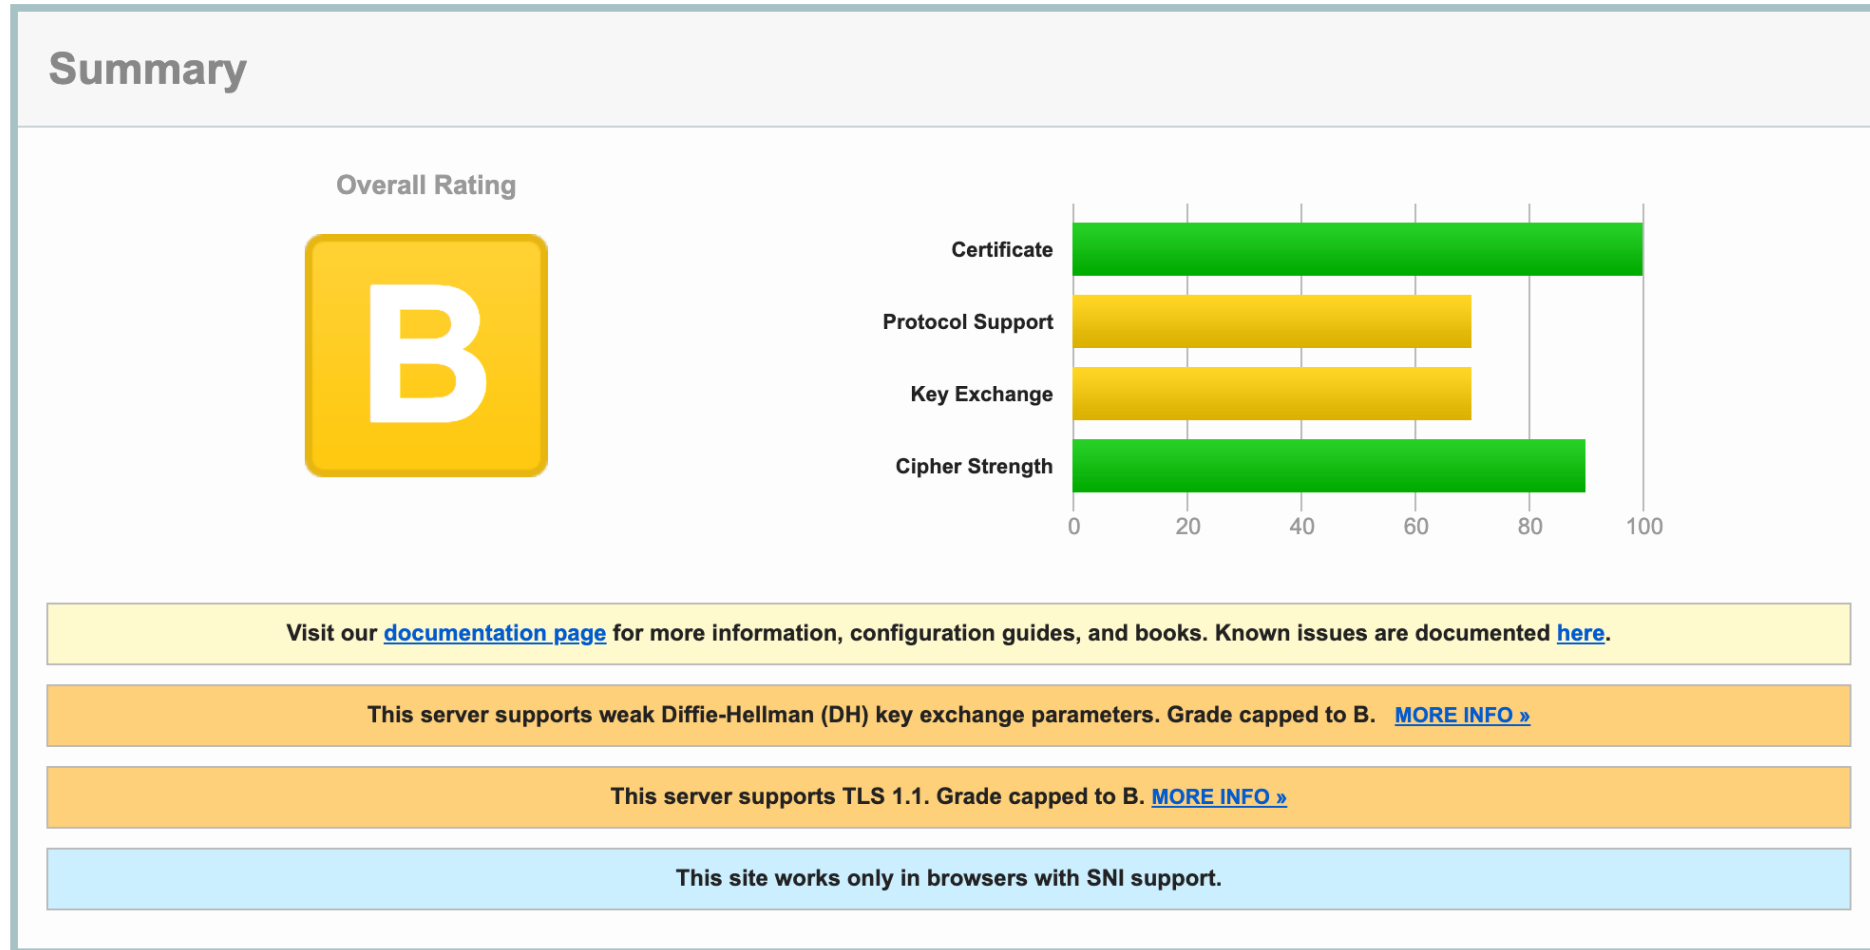 Summary
Overall Rating
B
Certificate
Protocol Support
Key Exchange
Cipher Strength
0 20 40 60 80 100
Visit our documentation page for more information, configuration guides, and books. Known issues are documented here.
This server supports weak Diffie-Hellman (DH) key exchange parameters. Grade capped to B. MORE INFO »
This server supports TLS 1.1. Grade capped to B. MORE INFO »
This site works only in browsers with SNI support.